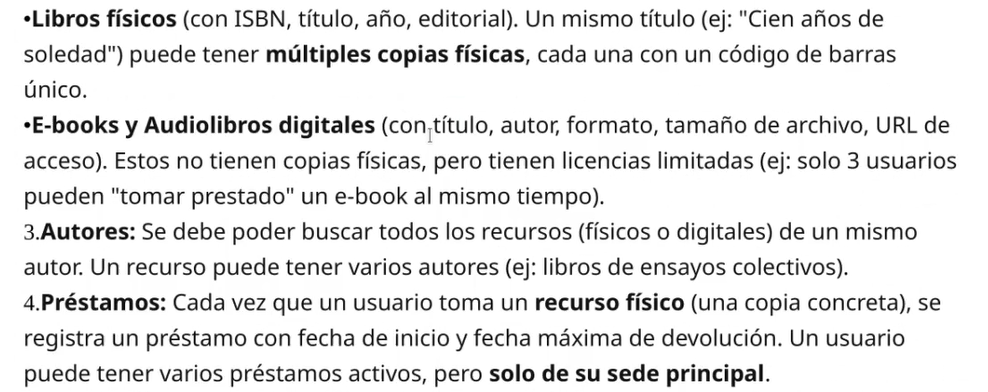 •Libros físicos (con ISBN, título, año, editorial). Un mismo título (ej: "Cien años de
soledad") puede tener múltiples copias físicas, cada una con un código de barras
único.
•E-books y Audiolibros digitales (con título, autor, formato, tamaño de archivo, URL de
acceso). Estos no tienen copias físicas, pero tienen licencias limitadas (ej: solo 3 usuarios
pueden "tomar prestado" un e-book al mismo tiempo).
3.Autores: Se debe poder buscar todos los recursos (físicos o digitales) de un mismo
autor. Un recurso puede tener varios autores (ej: libros de ensayos colectivos).
4.Préstamos: Cada vez que un usuario toma un recurso físico (una copia concreta), se
registra un préstamo con fecha de inicio y fecha máxima de devolución. Un usuario
puede tener varios préstamos activos, pero solo de su sede principal.